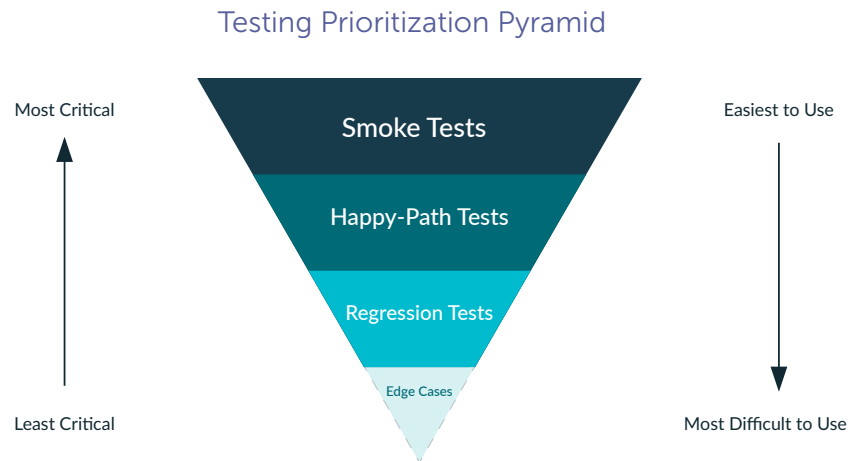 Testing Prioritization Pyramid
Most Critical
Easiest to Use
Smoke Tests
Happy-Path Tests
Regression Tests
Edge Cases
Least Critical
Most Difficult to Use